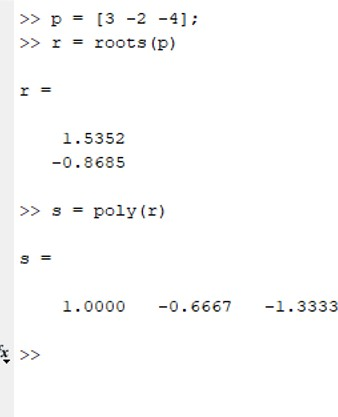 >> p = [3 -2 -4];
>> r = roots(p)
r =
1.5352
-0.8685
>> s = poly(r)
s =
1.0000 -0.6667 -1.3333
fx >>